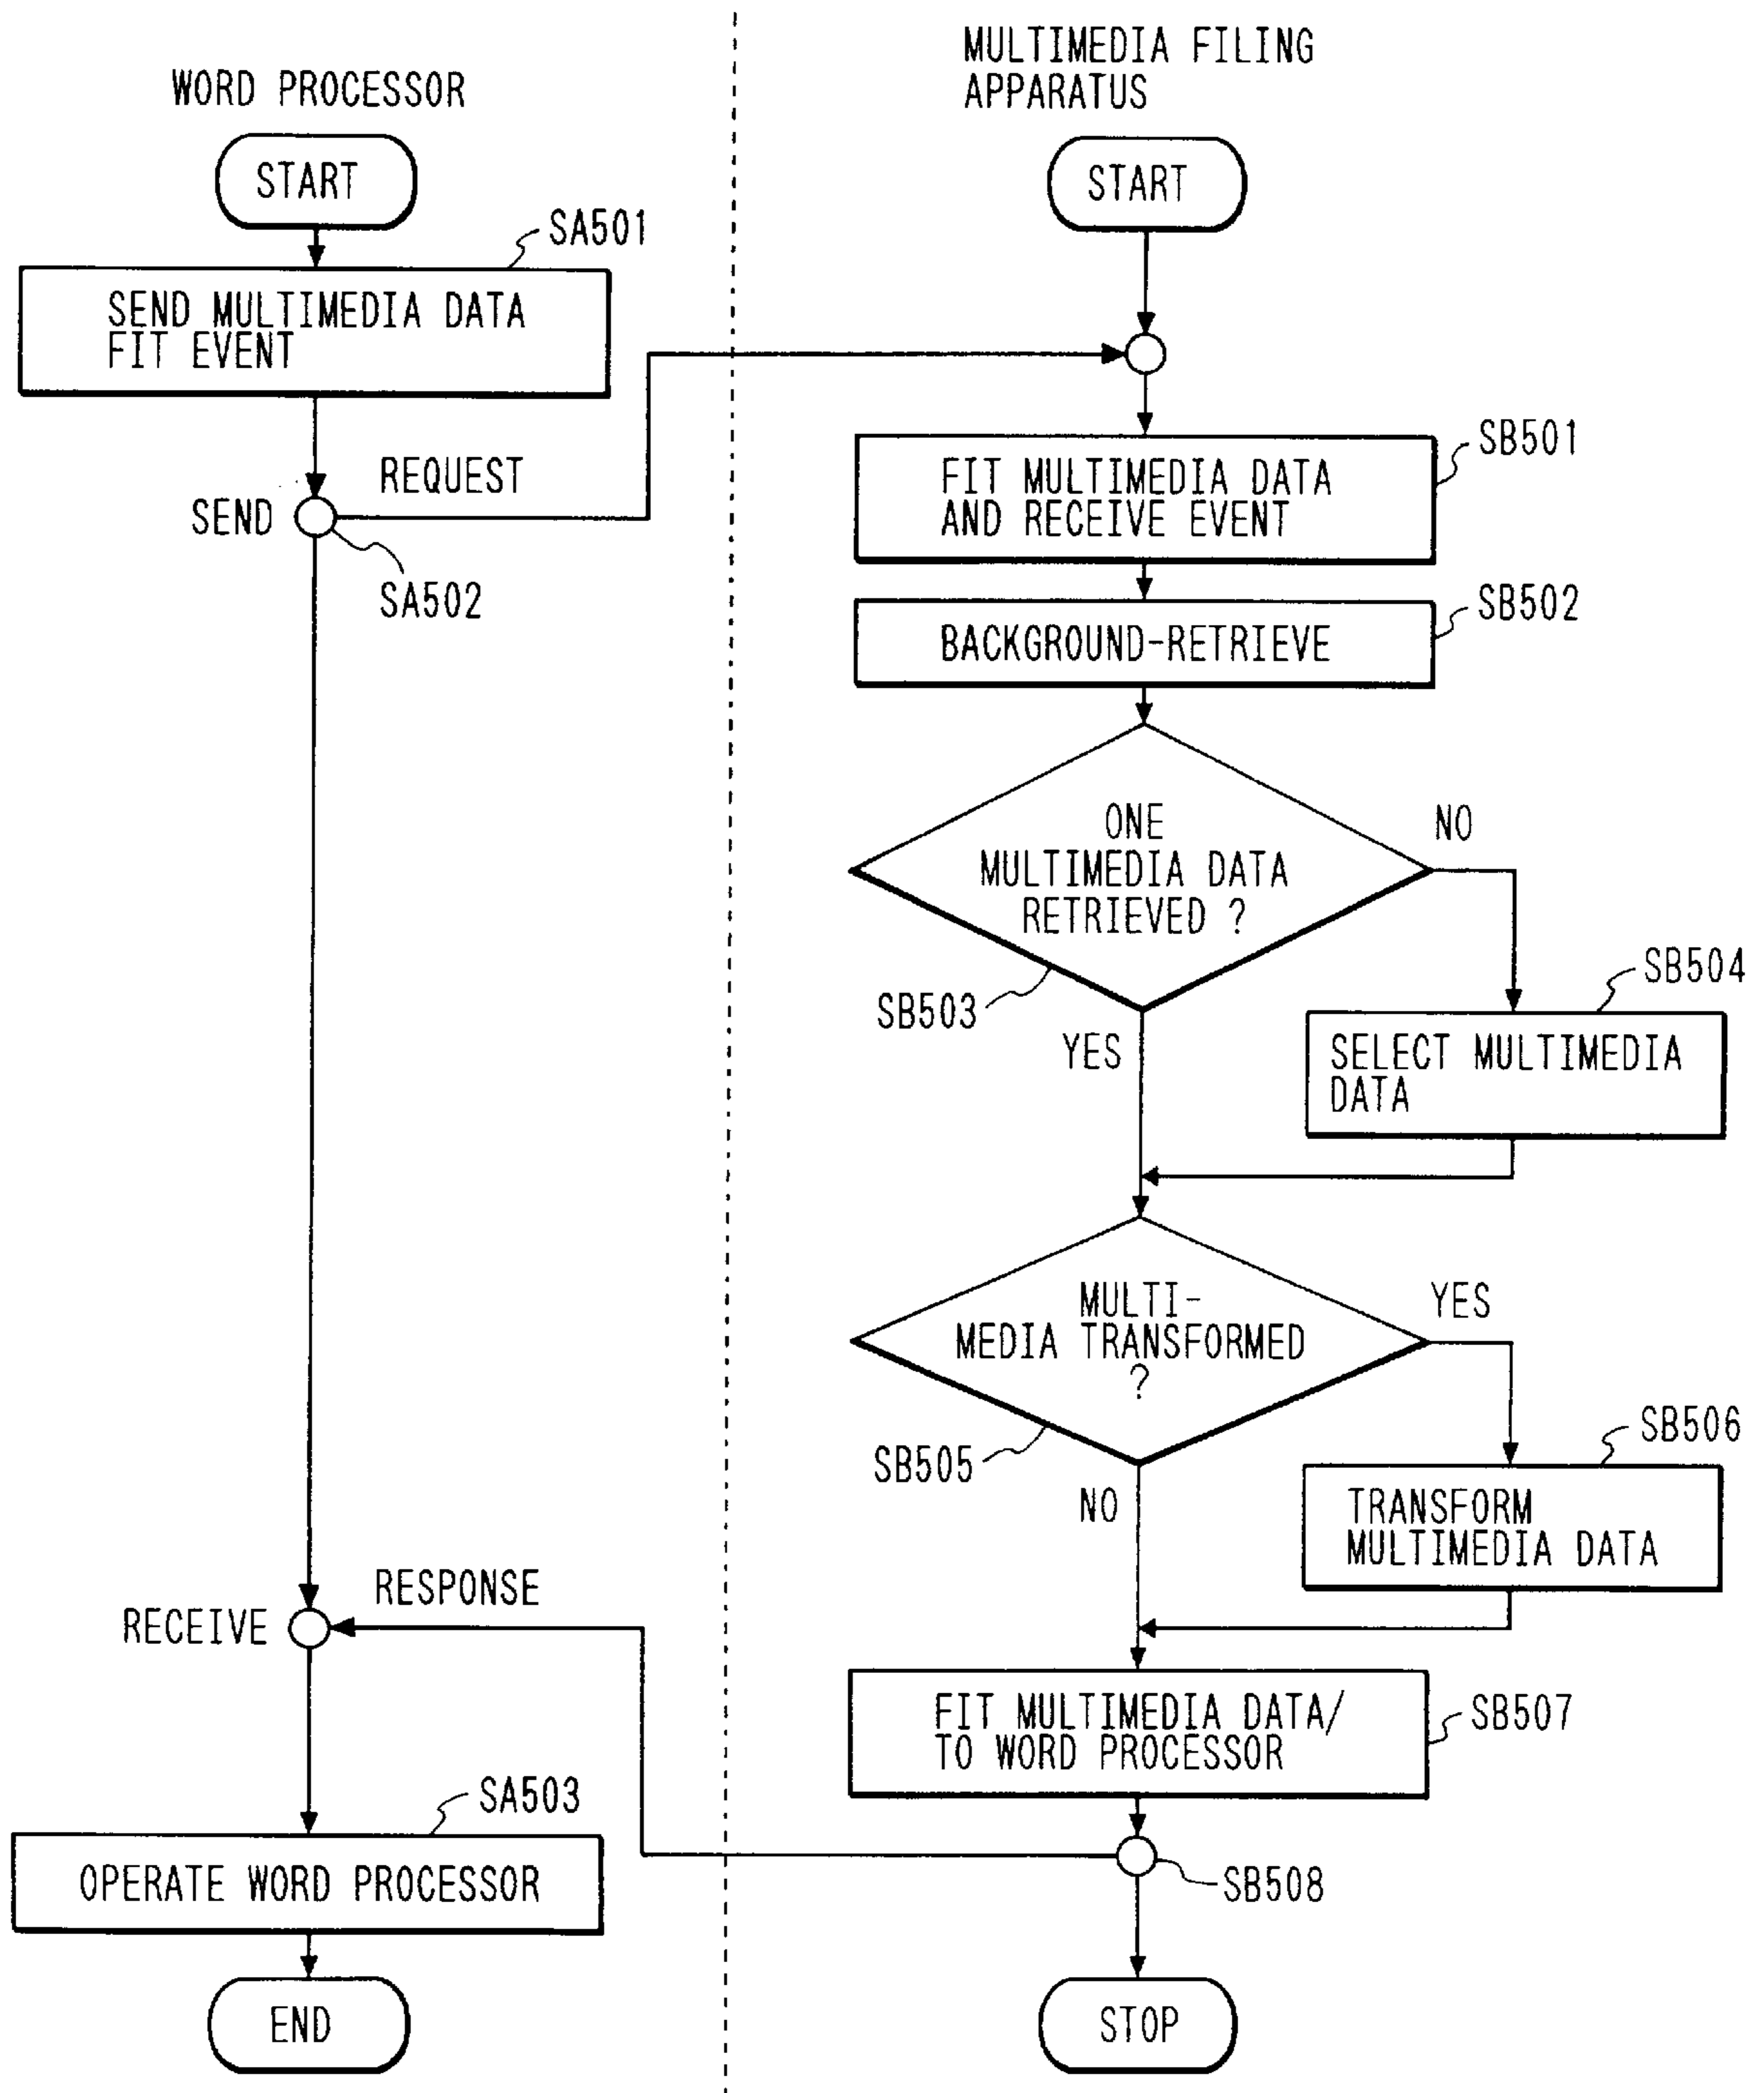 WORD PROCESSOR
START
SA501
SEND MULTIMEDIA DATA
FIT EVENT
REQUEST
SEND
SA502
RESPONSE
RECEIVE
SA503
OPERATE WORD PROCESSOR
END
MULTIMEDIA FILING
APPARATUS
START
SB501
FIT MULTIMEDIA DATA
AND RECEIVE EVENT
SB502
BACKGROUND-RETRIEVE
ONE
MULTIMEDIA DATA
RETRIEVED ?
NO
SB503
YES
SB504
SELECT MULTIMEDIA
DATA
MULTI-
MEDIA TRANSFORMED
?
YES
SB505
NO
SB506
TRANSFORM
MULTIMEDIA DATA
FIT MULTIMEDIA DATA/
TO WORD PROCESSOR
SB507
SB508
STOP